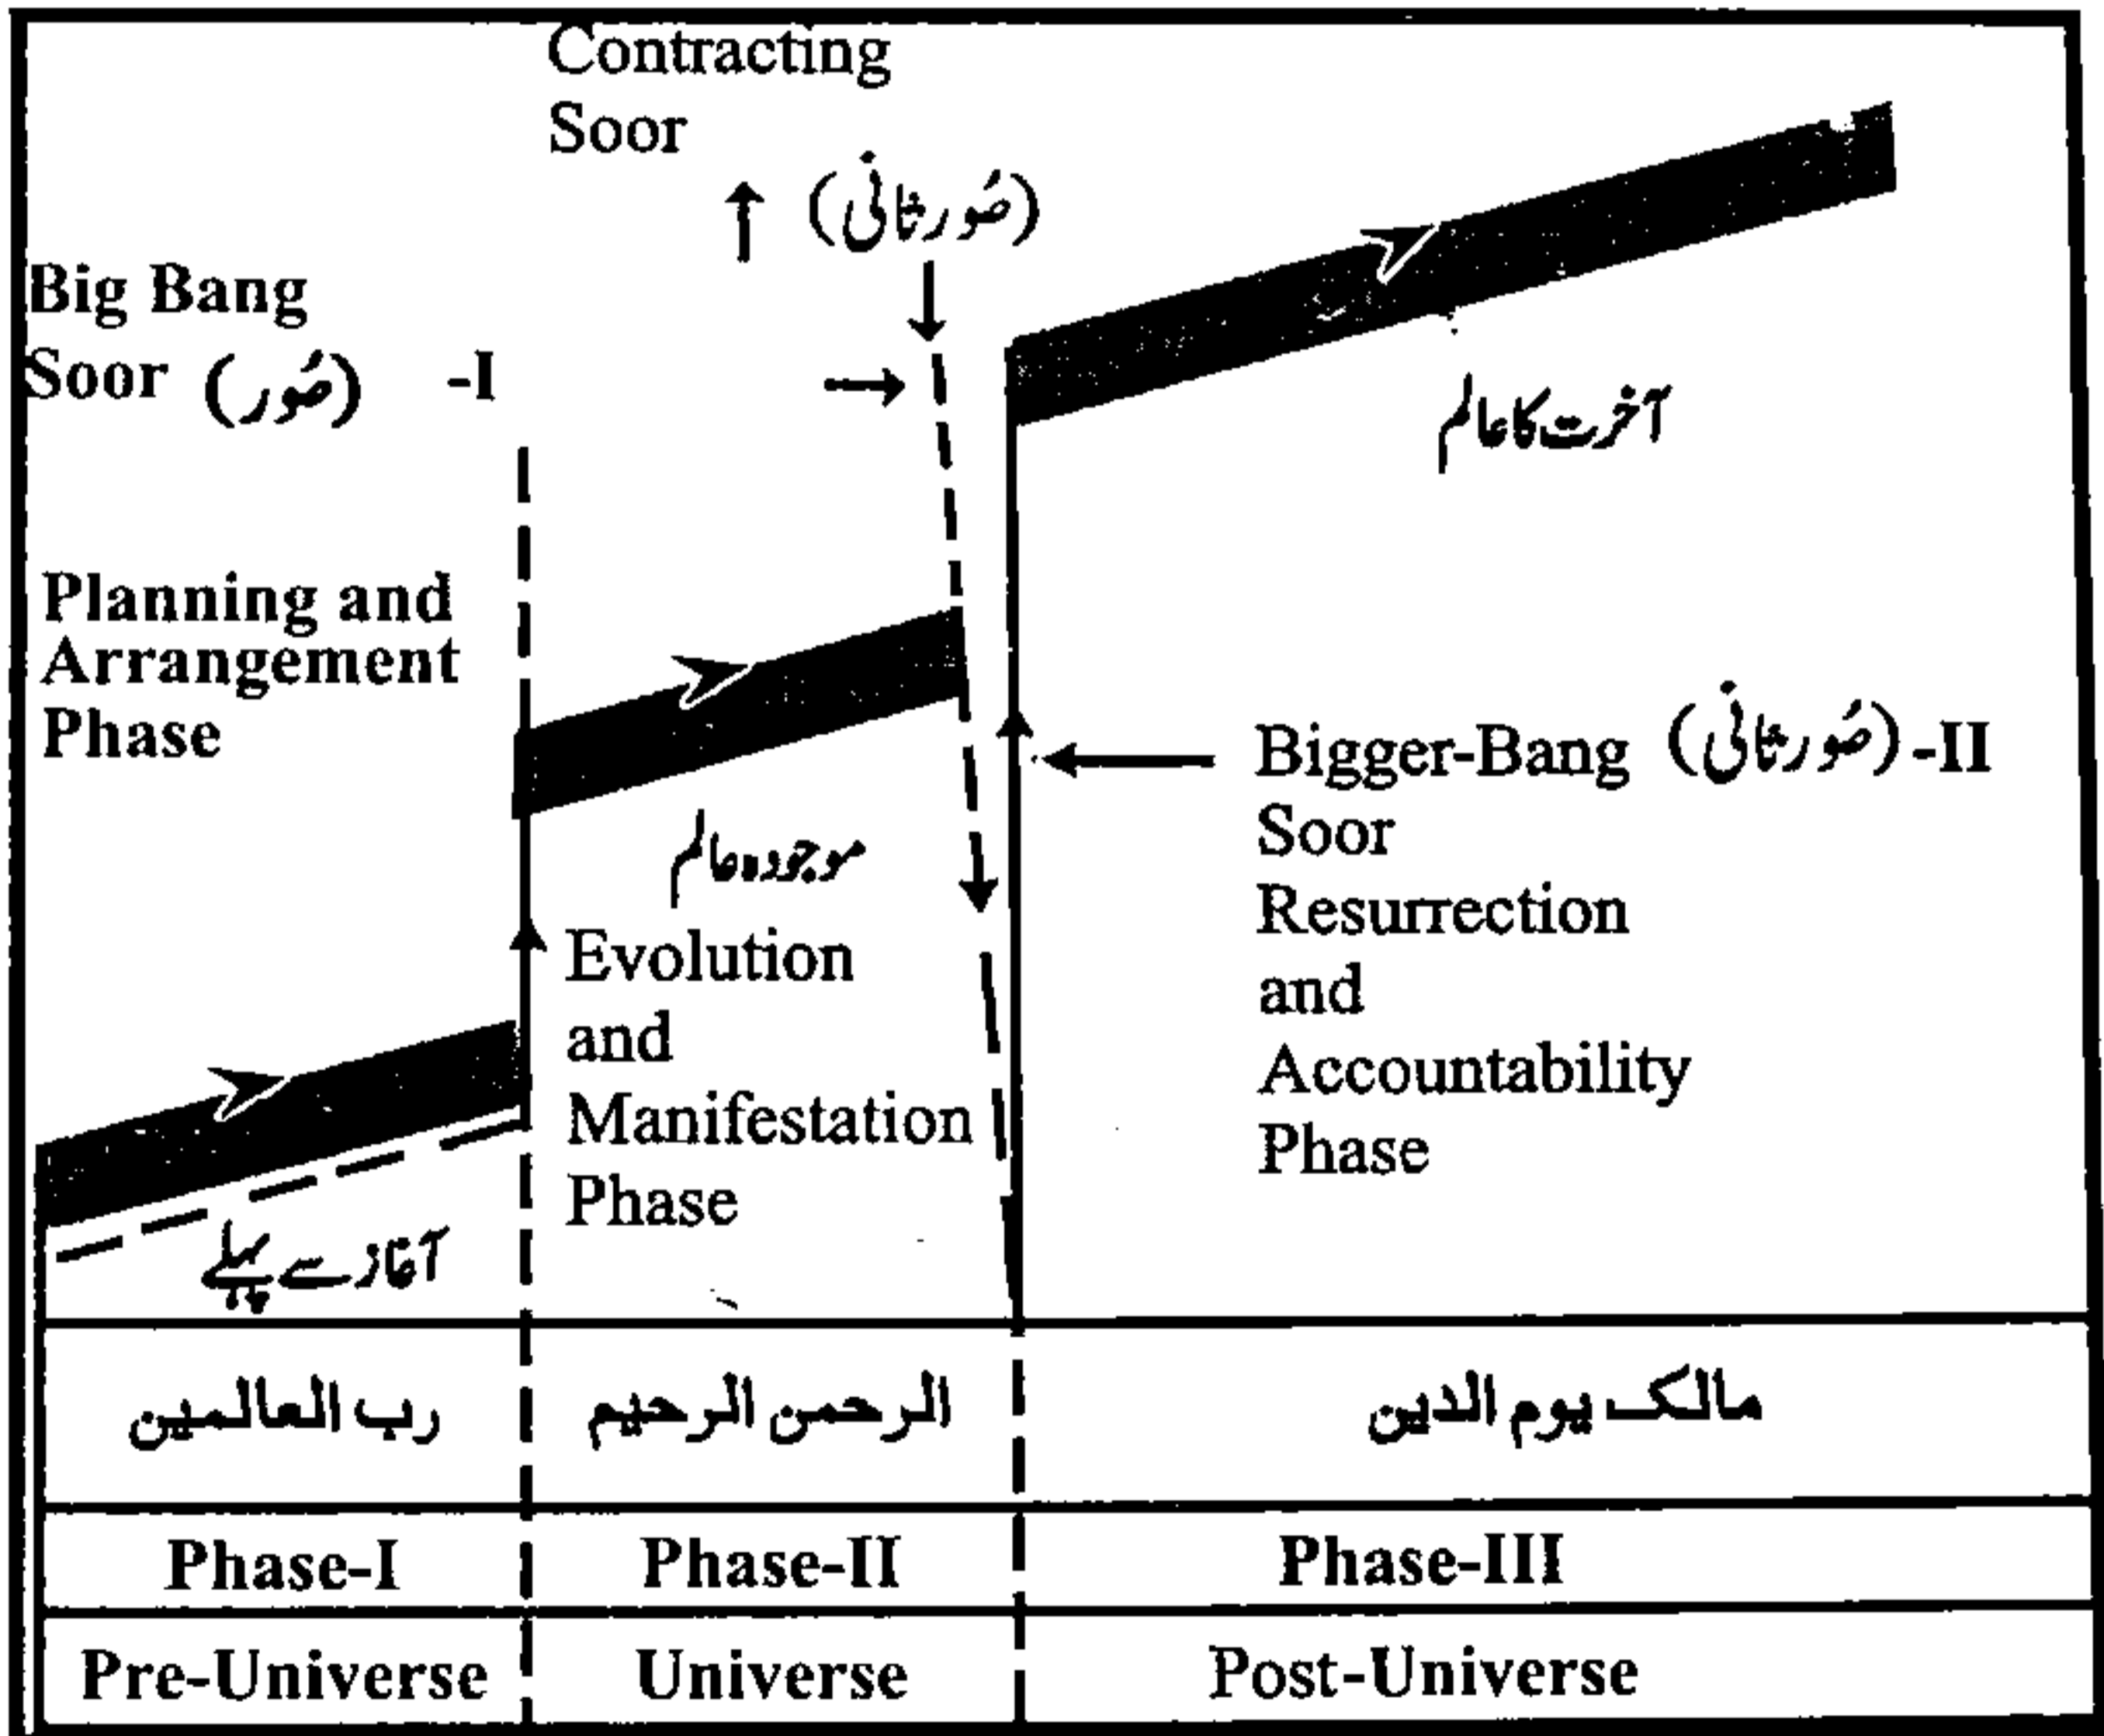 Contracting
Soor
(صُور ثانی)
Big Bang
Soor (صُور) -I
Planning and
Arrangement
Phase
آخرت کا عالم
موجودہ عالم
Evolution
and
Manifestation
Phase
Bigger-Bang (صُور ثانی) -II
Soor
Resurrection
and
Accountability
Phase
آغاز سے پہلے
رب العالمین
الرحمن الرحیم
مالک یوم الدین
Phase-I
Phase-II
Phase-III
Pre-Universe
Universe
Post-Universe